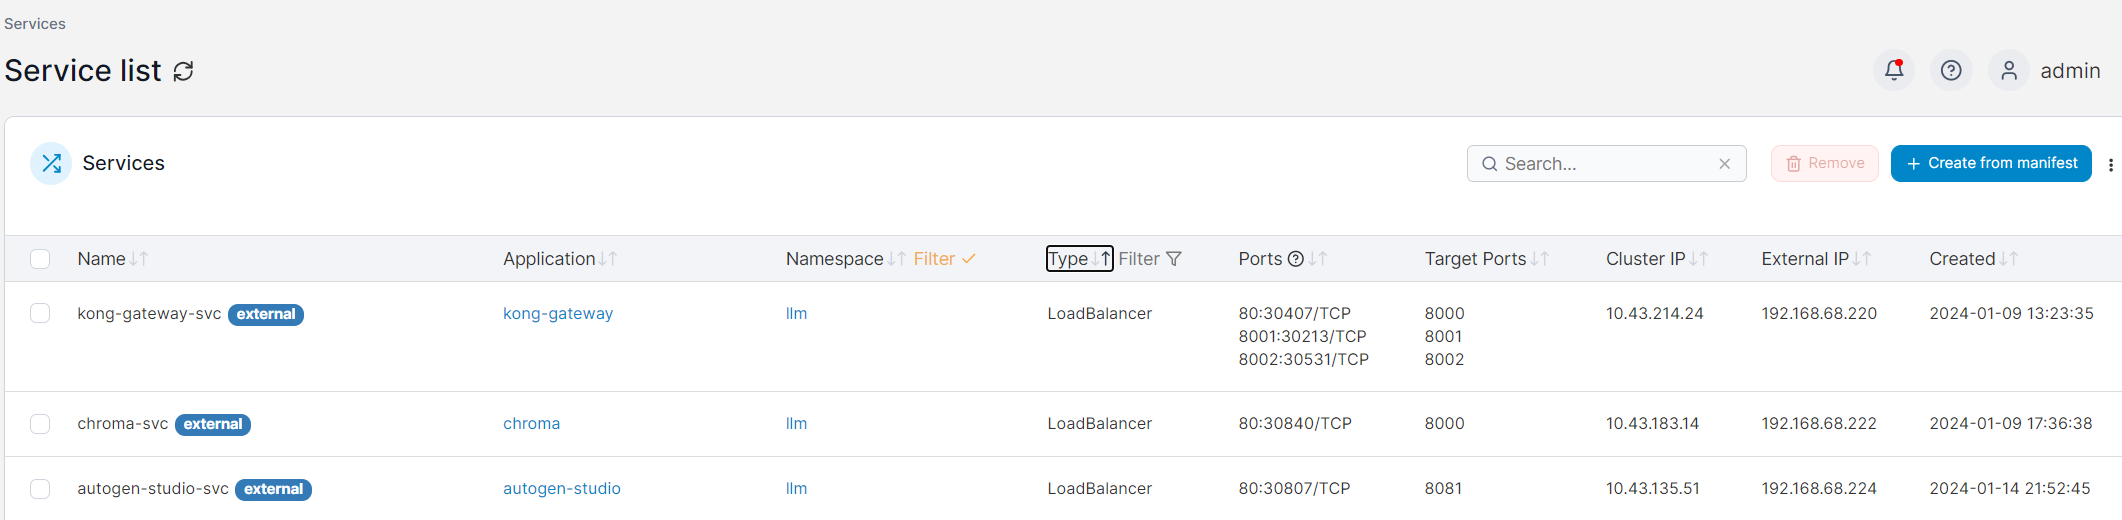 Services
Service list
admin
Services
Search...
Remove
Create from manifest
Name Application Namespace Filter Type Filter Ports Target Ports Cluster IP External IP Created
kong-gateway-svc external kong-gateway llm LoadBalancer 80:30407/TCP 8000 10.43.214.24 192.168.68.220 2024-01-09 13:23:35
8001:30213/TCP 8001
8002:30531/TCP 8002
chroma-svc external chroma llm LoadBalancer 80:30840/TCP 8000 10.43.183.14 192.168.68.222 2024-01-09 17:36:38
autogen-studio-svc external autogen-studio llm LoadBalancer 80:30807/TCP 8081 10.43.135.51 192.168.68.224 2024-01-14 21:52:45